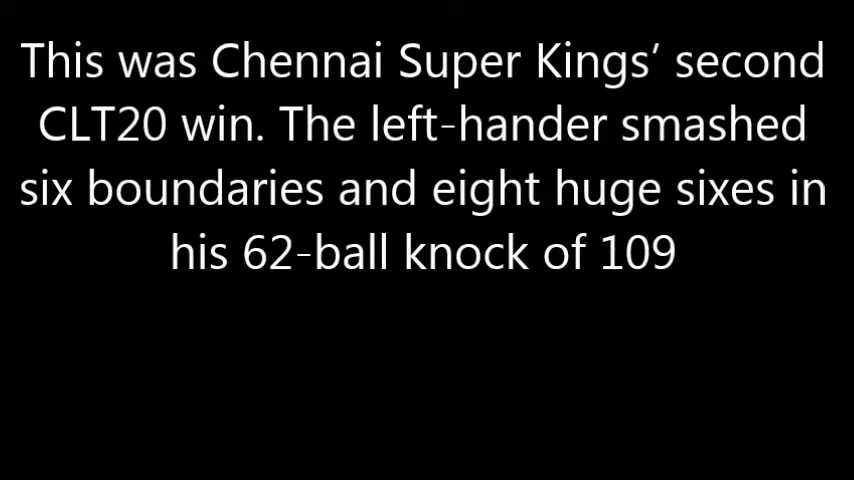 This was Chennai Super Kings’ second
CLT20 win. The left-hander smashed
six boundaries and eight huge sixes in
his 62-ball knock of 109